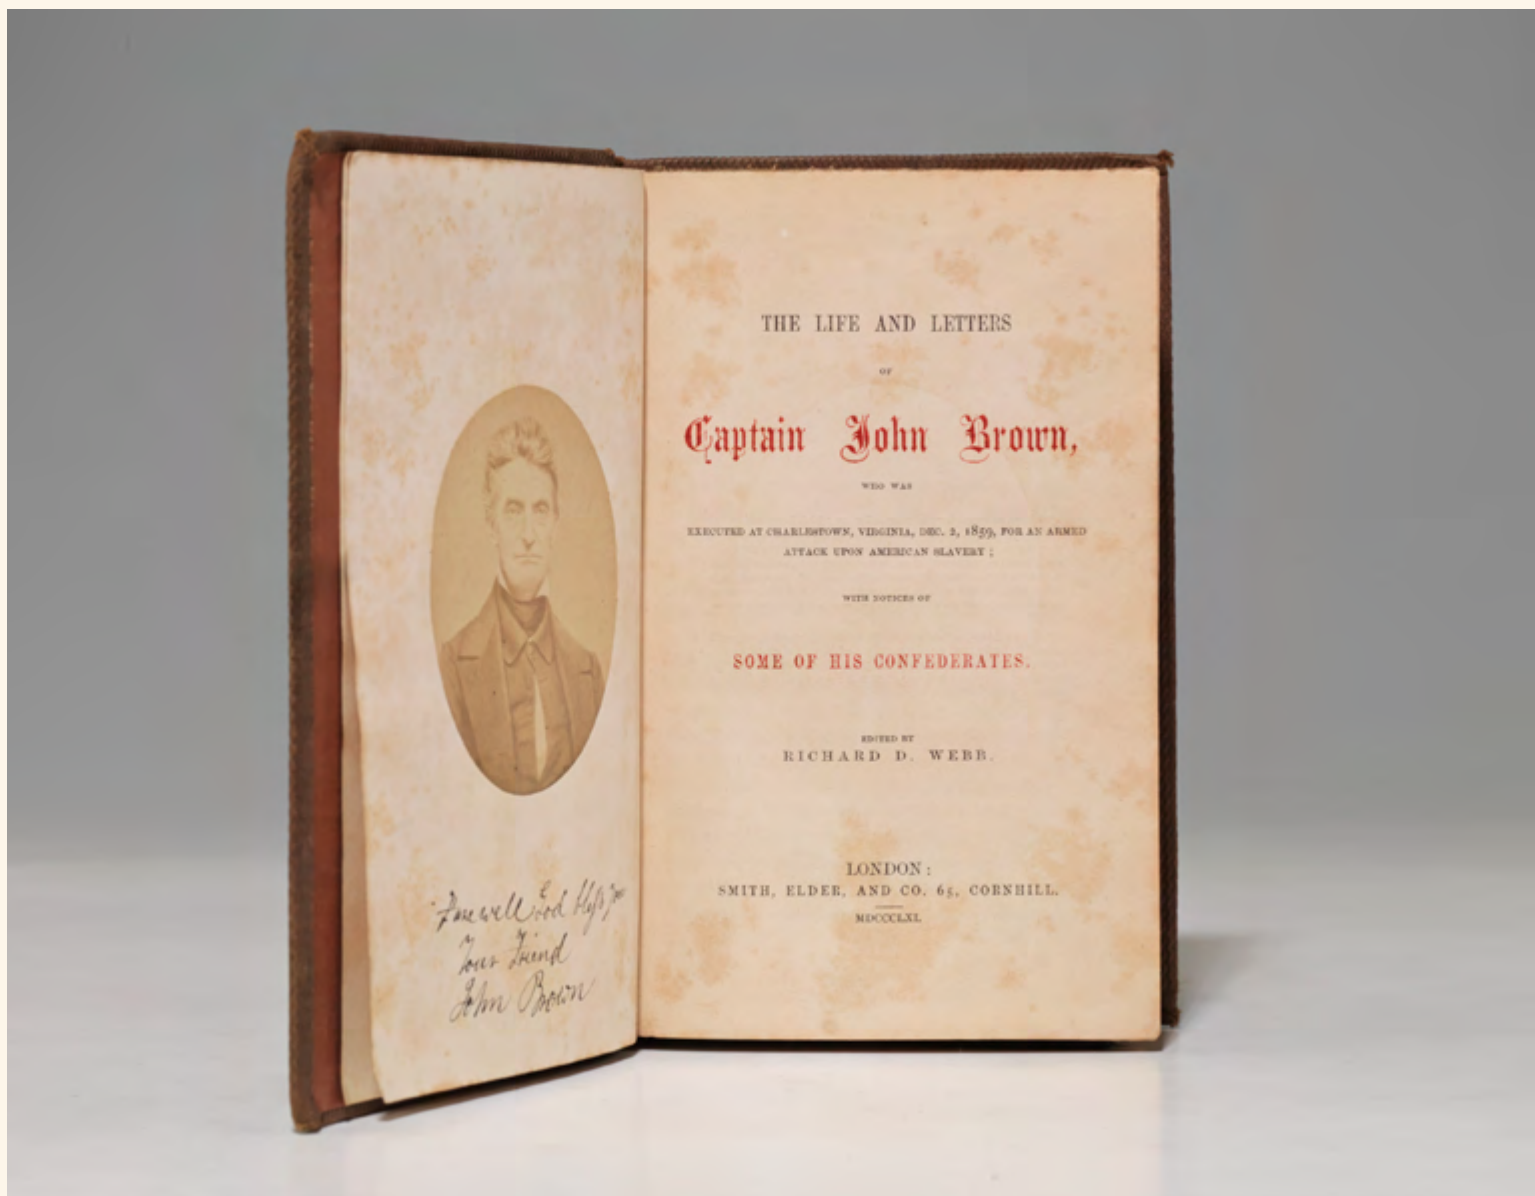 Farewell God bless you
Your Friend
John Brown
THE LIFE AND LETTERS
OF
Captain John Brown,
WHO WAS
EXECUTED AT CHARLESTOWN, VIRGINIA, DEC. 2, 1859, FOR AN ARMED
ATTACK UPON AMERICAN SLAVERY ;
WITH NOTICES OF
SOME OF HIS CONFEDERATES.
EDITED BY
RICHARD D. WEBB.
LONDON :
SMITH, ELDER, AND CO. 65, CORNHILL.
MDCCCLXI.